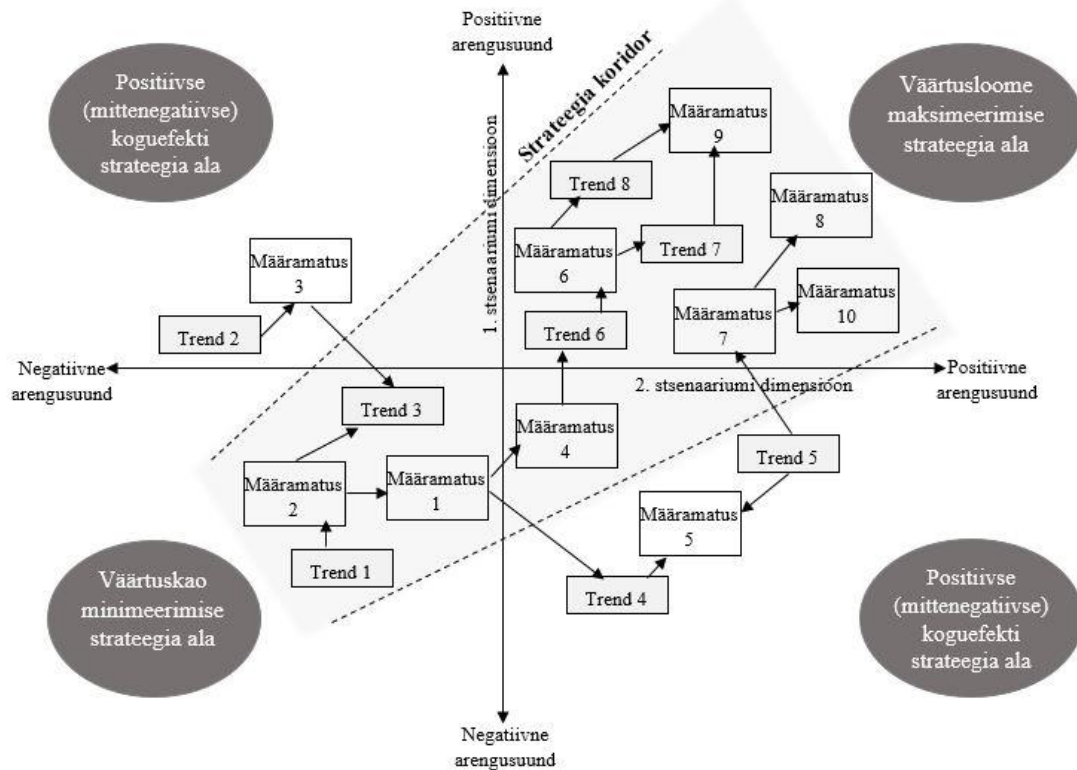 Positiivne
arengusuund
Positiivse
(mittenegatiivse)
koguefekti
strateegia ala
Strateegia koridor
Väärtusloome
maksimeerimise
strateegia ala
Määramatus
9
Trend 8
Määramatus
8
1. stsenaariumi dimensioon
Määramatus
6
Trend 7
Määramatus
3
Määramatus
10
Määramatus
7
Trend 2
Trend 6
Negatiivne
arengusuund
Positiivne
arengusuund
2. stsenaariumi dimensioon
Trend 3
Määramatus
4
Trend 5
Määramatus
2
Määramatus
1
Määramatus
5
Trend 1
Trend 4
Väärtuskao
minimeerimise
strateegia ala
Positiivse
(mittenegatiivse)
koguefekti
strateegia ala
Negatiivne
arengusuund